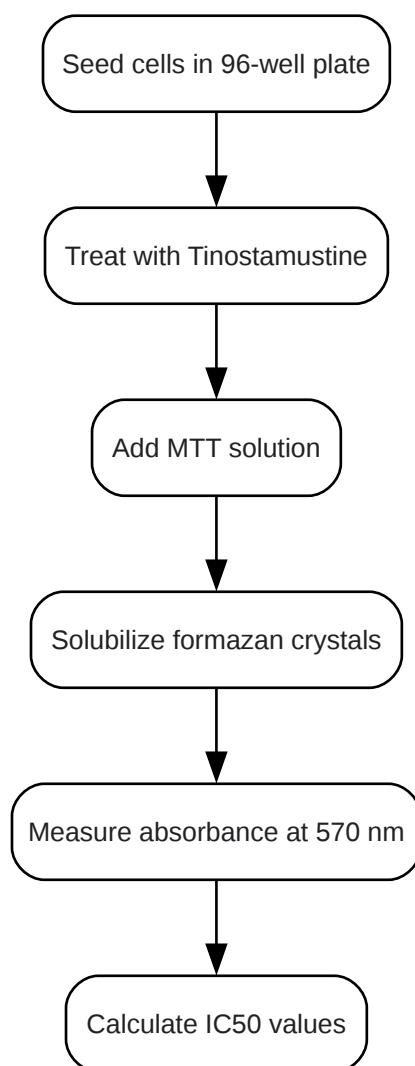 Seed cells in 96-well plate
Treat with Tinostamustine
Add MTT solution
Solubilize formazan crystals
Measure absorbance at 570 nm
Calculate IC50 values